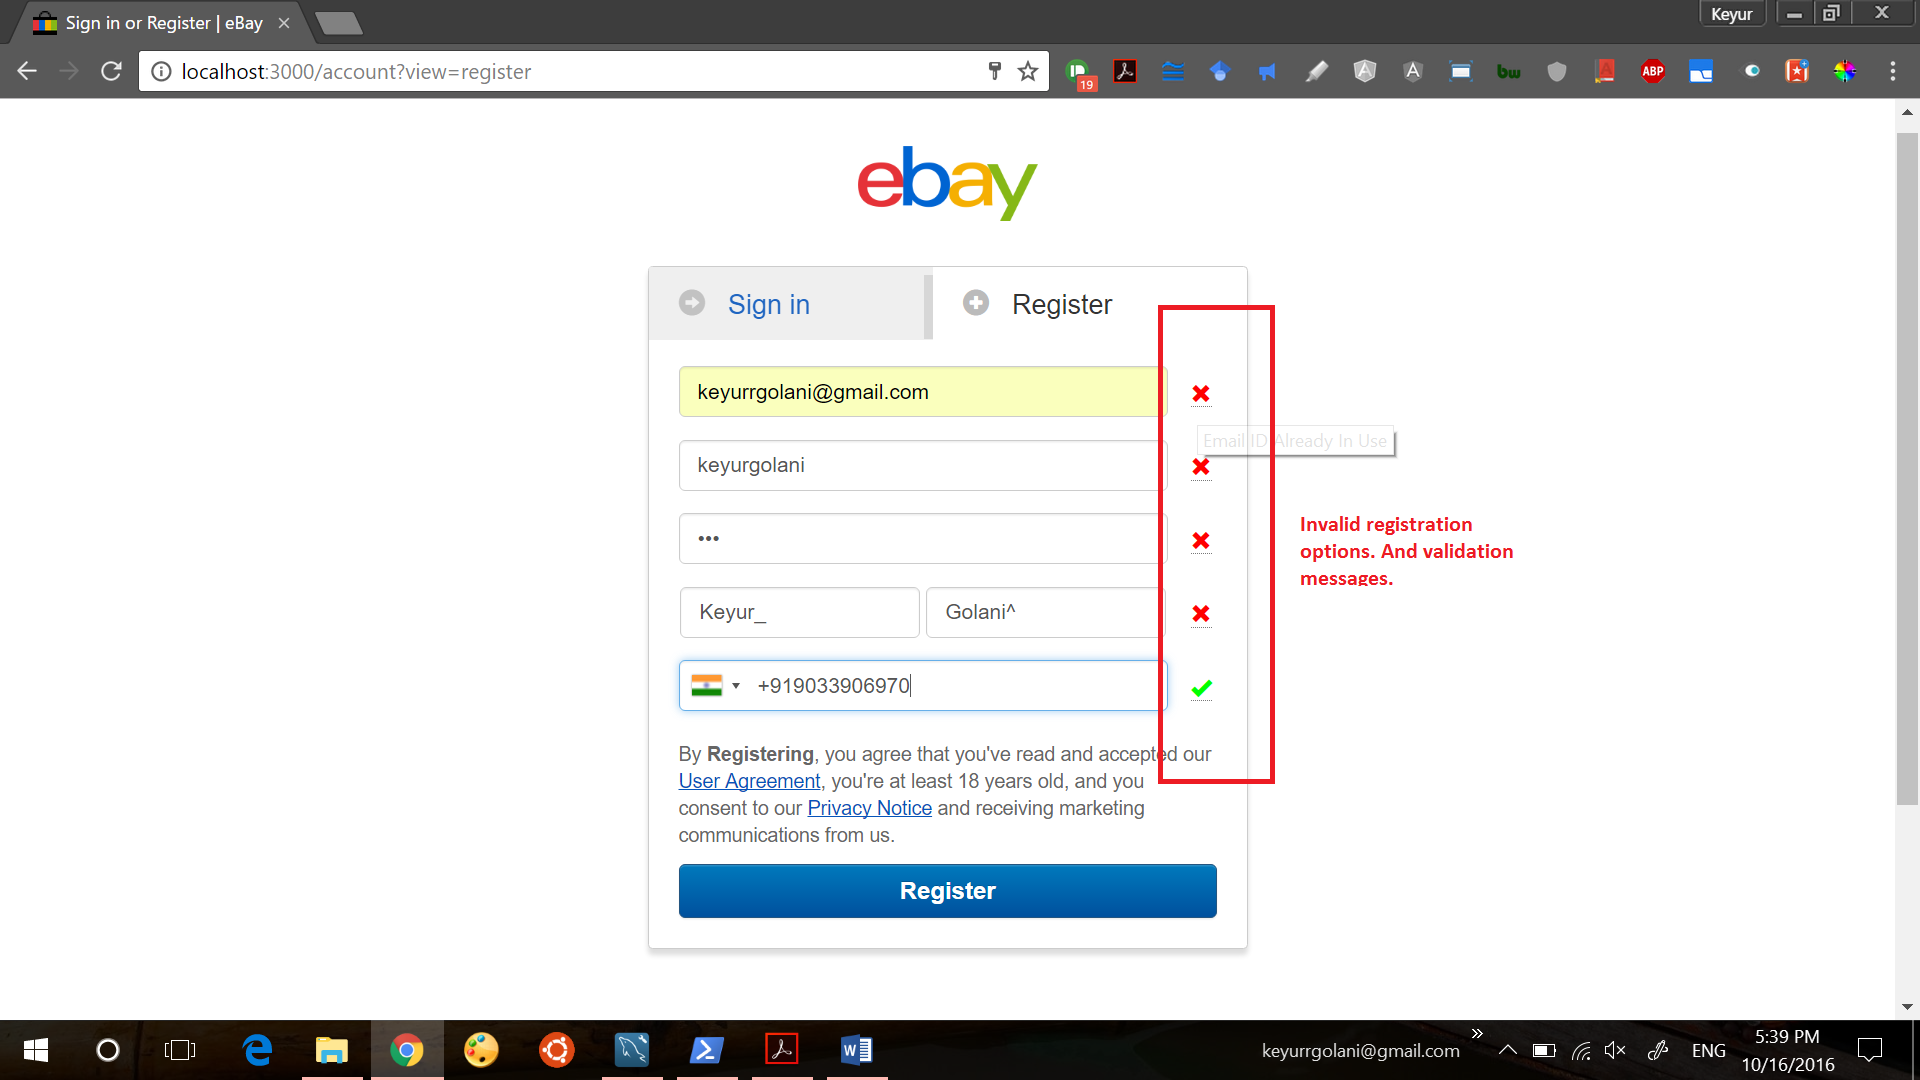 Sign in or Register | eBay
Keyur
localhost:3000/account?view=register
19
ABP
bw
ebay
Sign in
Register
keyurrgolani@gmail.com
Email ID Already In Use
keyurgolani
•••
Invalid registration
options. And validation
messages.
Keyur_
Golani^
+919033906970
By Registering, you agree that you've read and accepted our
User Agreement, you're at least 18 years old, and you
consent to our Privacy Notice and receiving marketing
communications from us.
Register
keyurrgolani@gmail.com
ENG
5:39 PM
10/16/2016